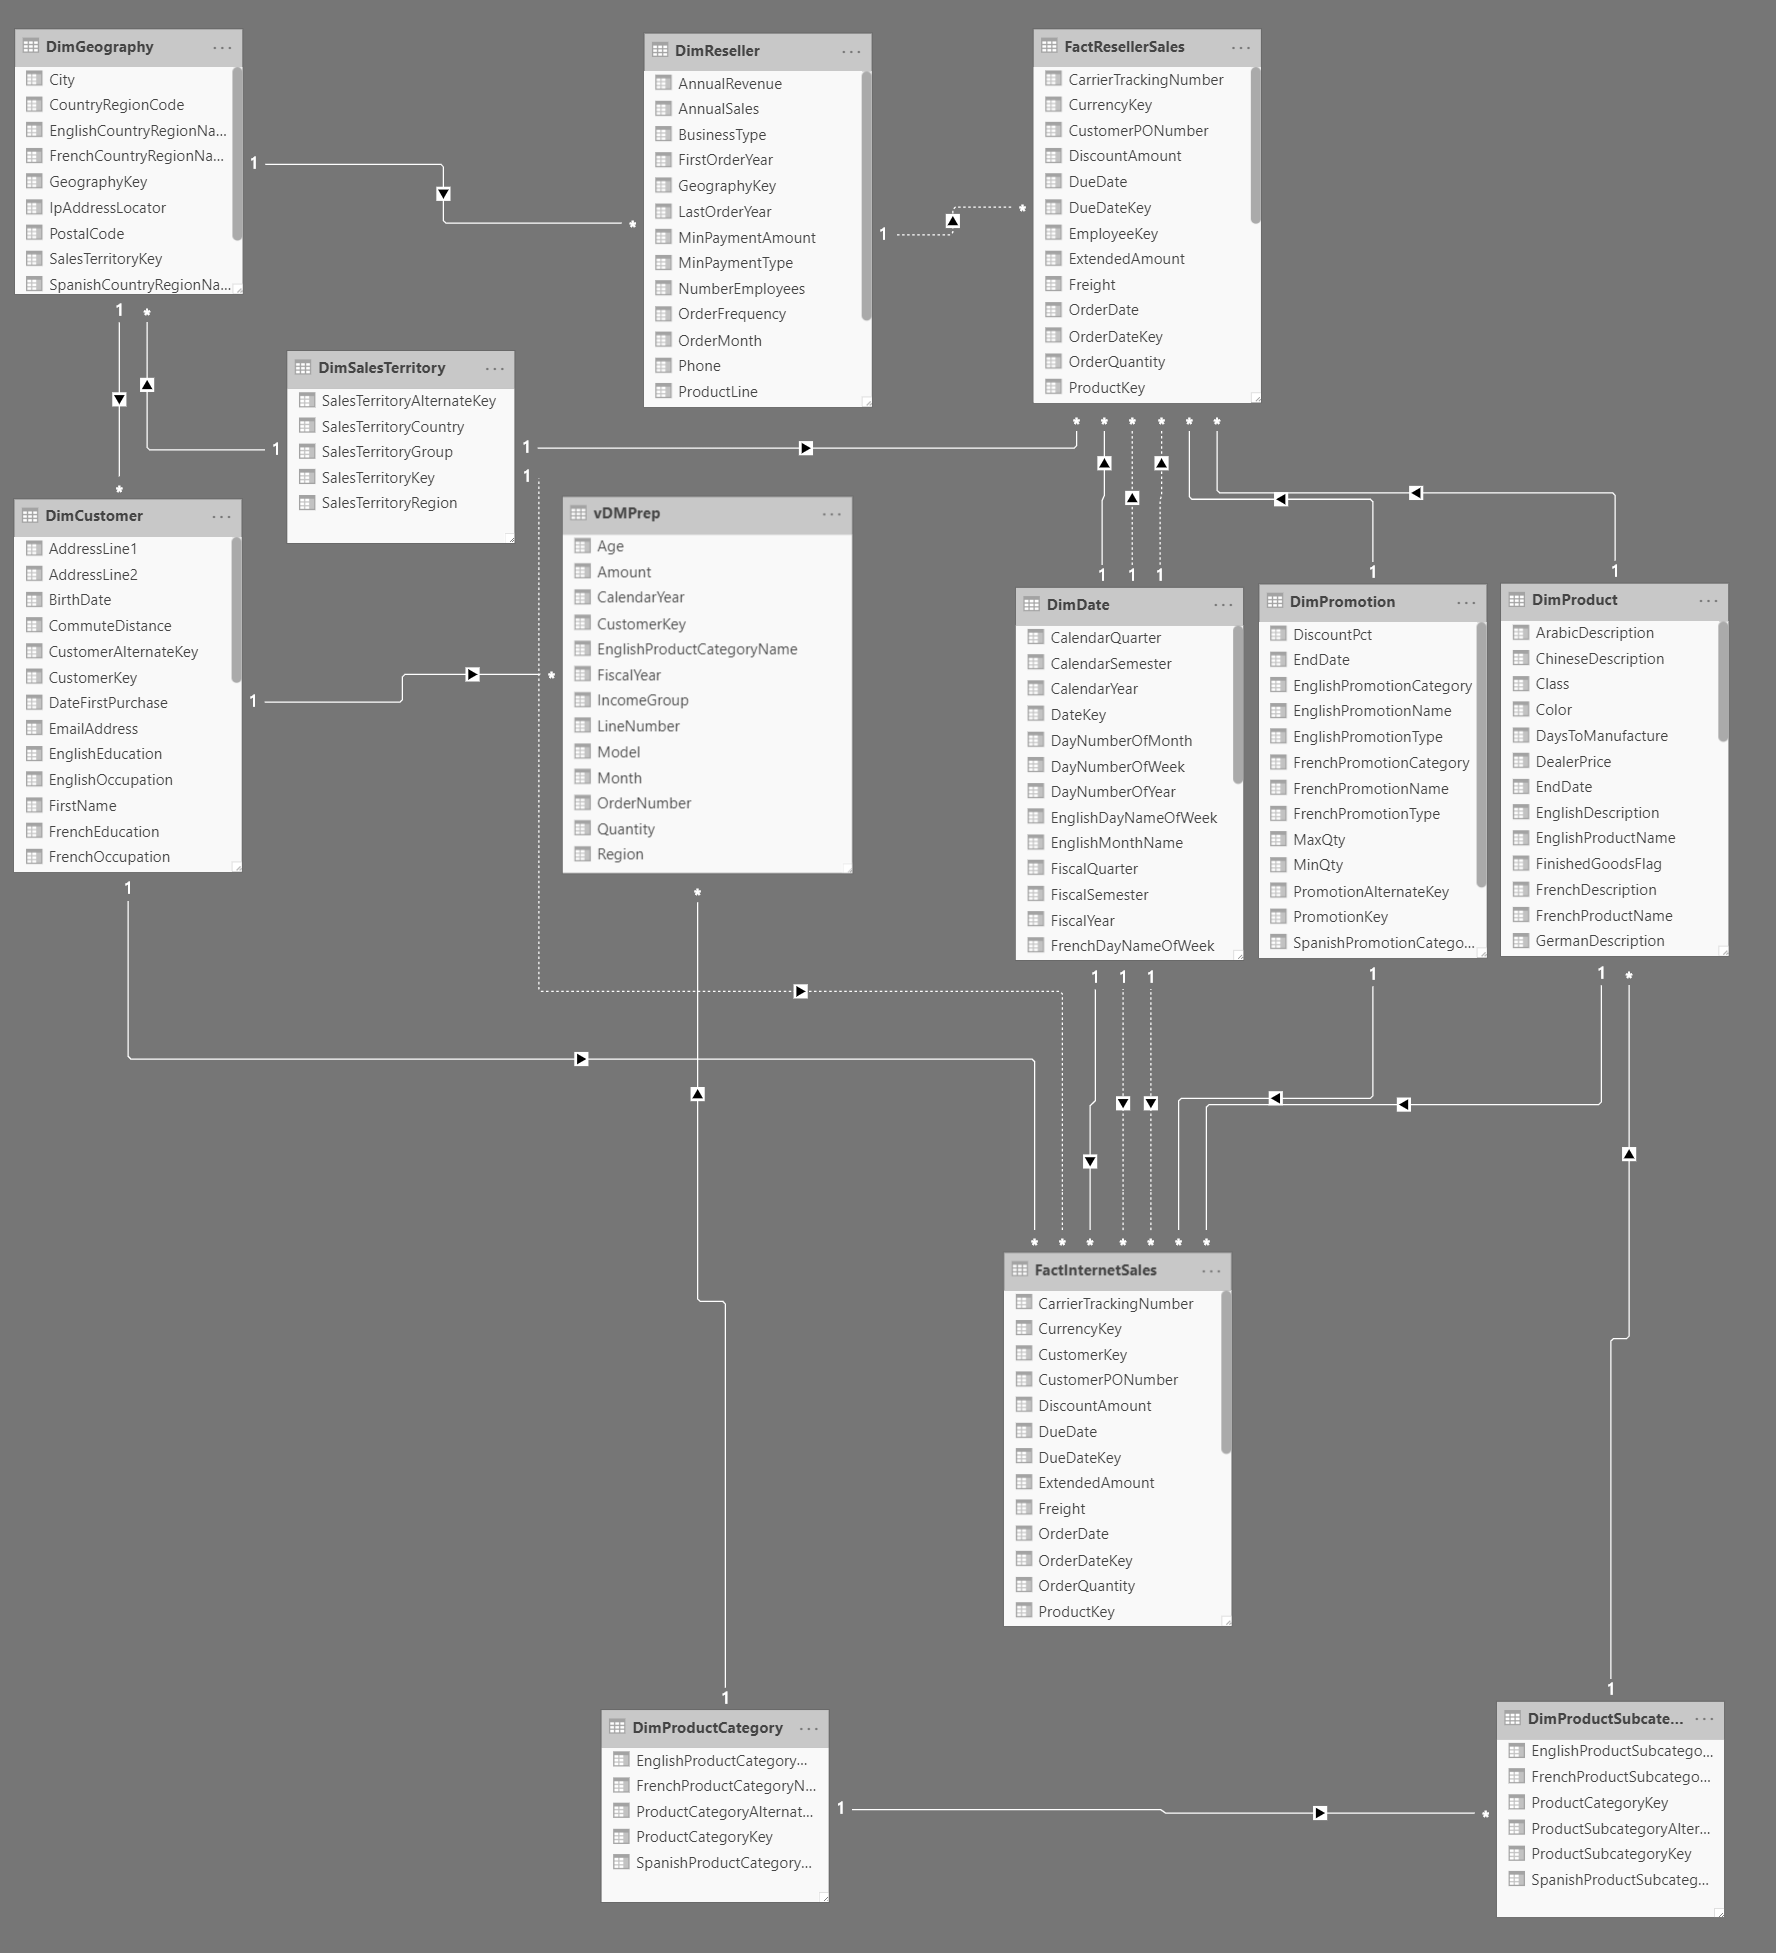 DimGeography ...
City
CountryRegionCode
EnglishCountryRegionNa...
FrenchCountryRegionNa...
GeographyKey
IpAddressLocator
PostalCode
SalesTerritoryKey
SpanishCountryRegionNa...
1
1 *
DimReseller ...
AnnualRevenue
AnnualSales
BusinessType
FirstOrderYear
GeographyKey
LastOrderYear
MinPaymentAmount
MinPaymentType
NumberEmployees
OrderFrequency
OrderMonth
Phone
ProductLine
*
1
FactResellerSales ...
CarrierTrackingNumber
CurrencyKey
CustomerPONumber
DiscountAmount
DueDate
DueDateKey
EmployeeKey
ExtendedAmount
Freight
OrderDate
OrderDateKey
OrderQuantity
ProductKey
*
* * * * * *
DimSalesTerritory ...
SalesTerritoryAlternateKey
SalesTerritoryCountry
SalesTerritoryGroup
SalesTerritoryKey
SalesTerritoryRegion
1
1
1
*
DimCustomer ...
AddressLine1
AddressLine2
BirthDate
CommuteDistance
CustomerAlternateKey
CustomerKey
DateFirstPurchase
EmailAddress
EnglishEducation
EnglishOccupation
FirstName
FrenchEducation
FrenchOccupation
1
1
vDMPrep ...
Age
Amount
CalendarYear
CustomerKey
EnglishProductCategoryName
FiscalYear
IncomeGroup
LineNumber
Model
Month
OrderNumber
Quantity
Region
*
*
1 1 1
DimDate ...
CalendarQuarter
CalendarSemester
CalendarYear
DateKey
DayNumberOfMonth
DayNumberOfWeek
DayNumberOfYear
EnglishDayNameOfWeek
EnglishMonthName
FiscalQuarter
FiscalSemester
FiscalYear
FrenchDayNameOfWeek
1 1 1
1
DimPromotion ...
DiscountPct
EndDate
EnglishPromotionCategory
EnglishPromotionName
EnglishPromotionType
FrenchPromotionCategory
FrenchPromotionName
FrenchPromotionType
MaxQty
MinQty
PromotionAlternateKey
PromotionKey
SpanishPromotionCatego...
1
1
DimProduct ...
ArabicDescription
ChineseDescription
Class
Color
DaysToManufacture
DealerPrice
EndDate
EnglishDescription
EnglishProductName
FinishedGoodsFlag
FrenchDescription
FrenchProductName
GermanDescription
1 *
* * * * * * *
FactInternetSales ...
CarrierTrackingNumber
CurrencyKey
CustomerKey
CustomerPONumber
DiscountAmount
DueDate
DueDateKey
ExtendedAmount
Freight
OrderDate
OrderDateKey
OrderQuantity
ProductKey
1
DimProductCategory ...
EnglishProductCategory...
FrenchProductCategoryN...
ProductCategoryAlternat...
ProductCategoryKey
SpanishProductCategory...
1
*
1
DimProductSubcate... ...
EnglishProductSubcatego...
FrenchProductSubcatego...
ProductCategoryKey
ProductSubcategoryAlter...
ProductSubcategoryKey
SpanishProductSubcateg...